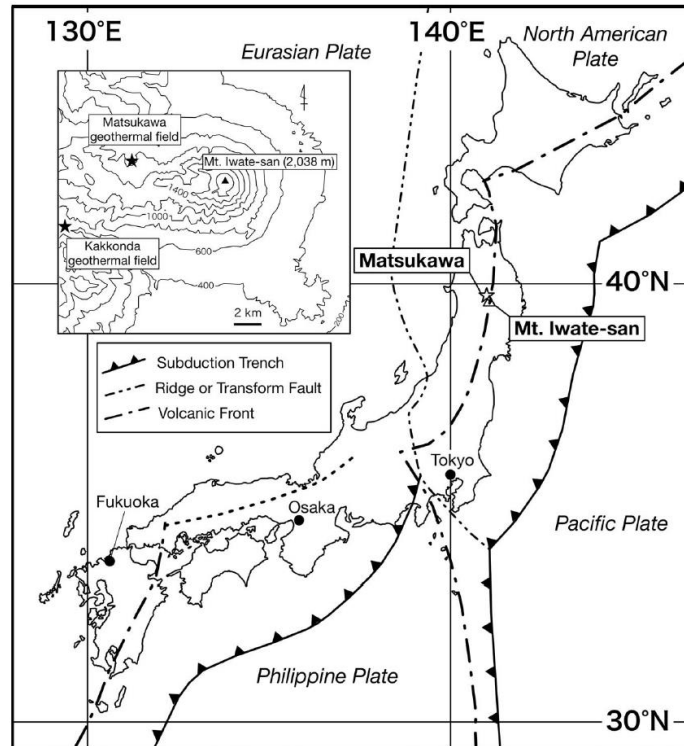 130°E
140°E
Eurasian Plate
North American
Plate
Matsukawa
geothermal field
Mt. Iwate-san (2,038 m)
1400
1000
600
Kakkonda
geothermal field
400
200
2 km
Matsukawa
40°N
Mt. Iwate-san
Subduction Trench
Ridge or Transform Fault
Volcanic Front
Tokyo
Fukuoka
Osaka
Pacific Plate
Philippine Plate
30°N